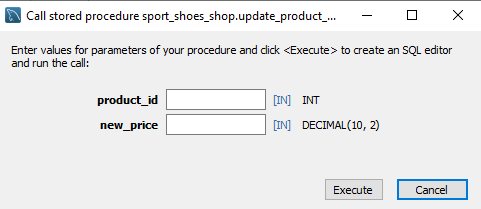 Call stored procedure sport_shoes_shop.update_product_...
Enter values for parameters of your procedure and click <Execute> to create an SQL editor
and run the call:
product_id [IN] INT
new_price [IN] DECIMAL(10, 2)
Execute Cancel